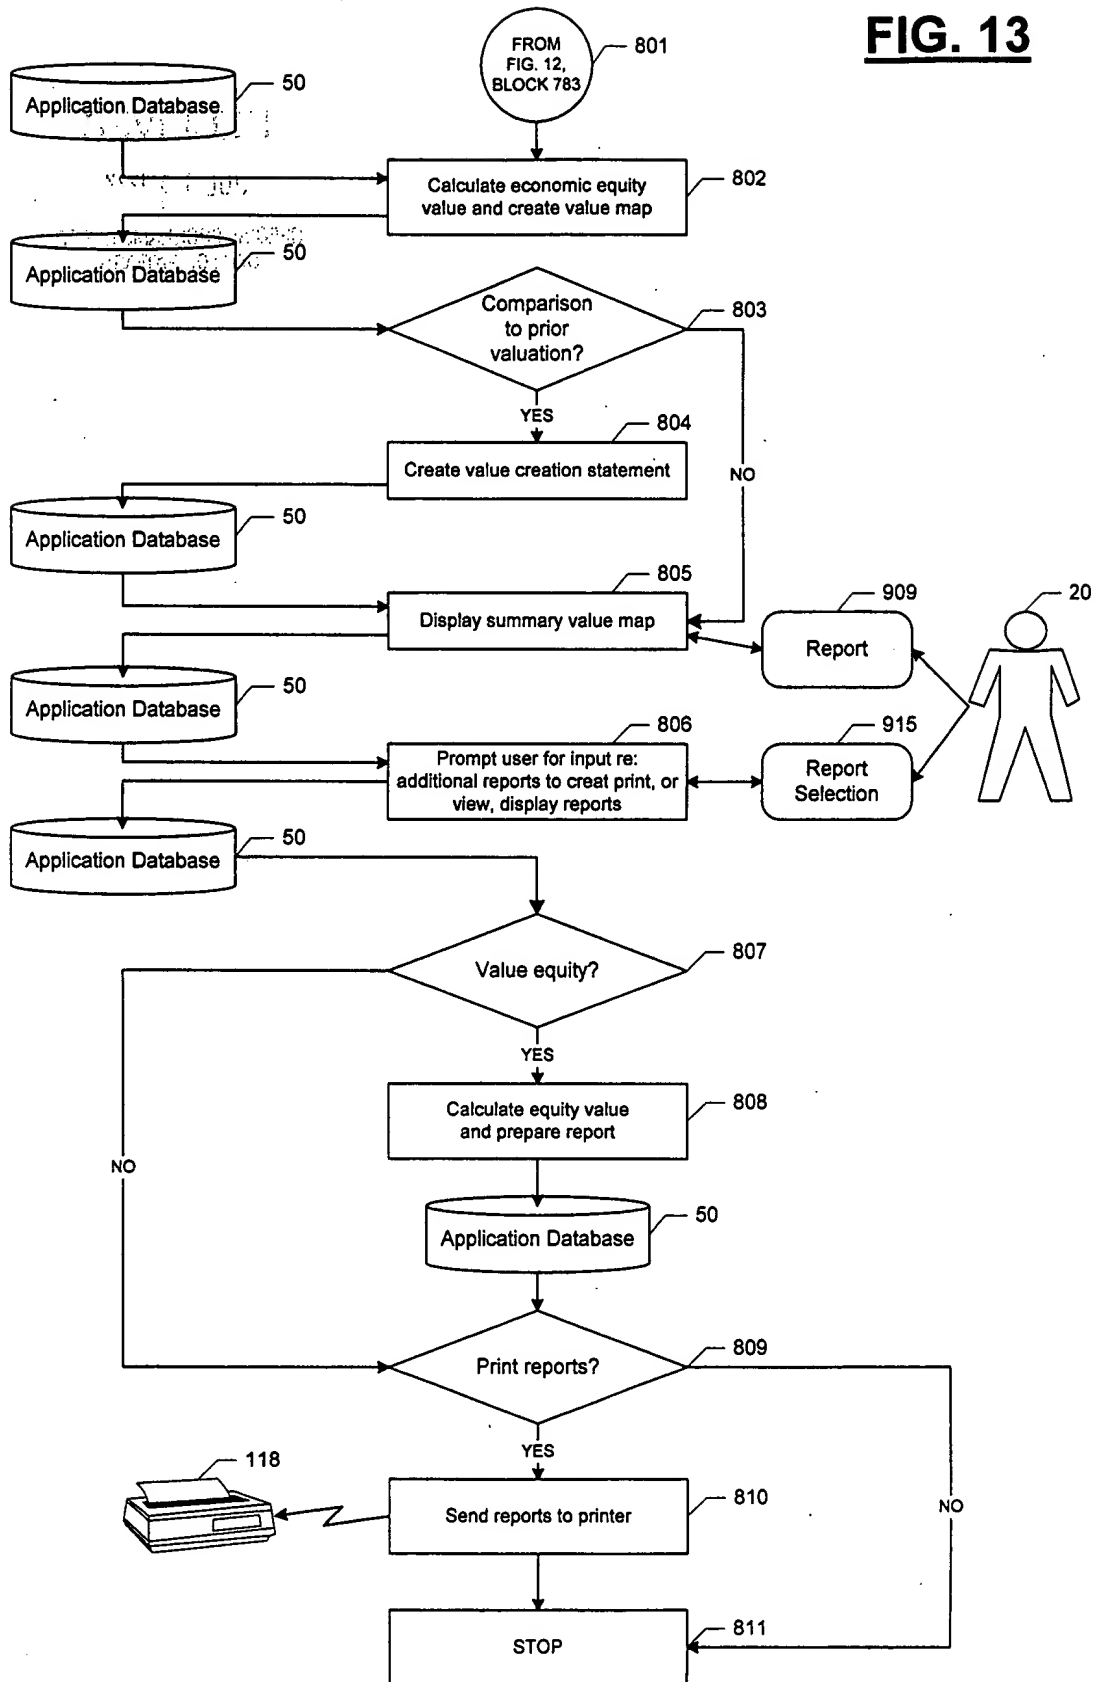 FIG. 13
FROM
FIG. 12,
BLOCK 783
801
Application Database
50
Calculate economic equity
value and create value map
802
Application Database
50
Comparison
to prior
valuation?
803
YES
NO
804
Create value creation statement
Application Database
50
805
Display summary value map
909
Report
20
Application Database
50
806
Prompt user for input re:
additional reports to creat print, or
view, display reports
915
Report
Selection
Application Database
50
Value equity?
807
YES
NO
Calculate equity value
and prepare report
808
Application Database
50
Print reports?
809
YES
NO
118
Send reports to printer
810
STOP
811